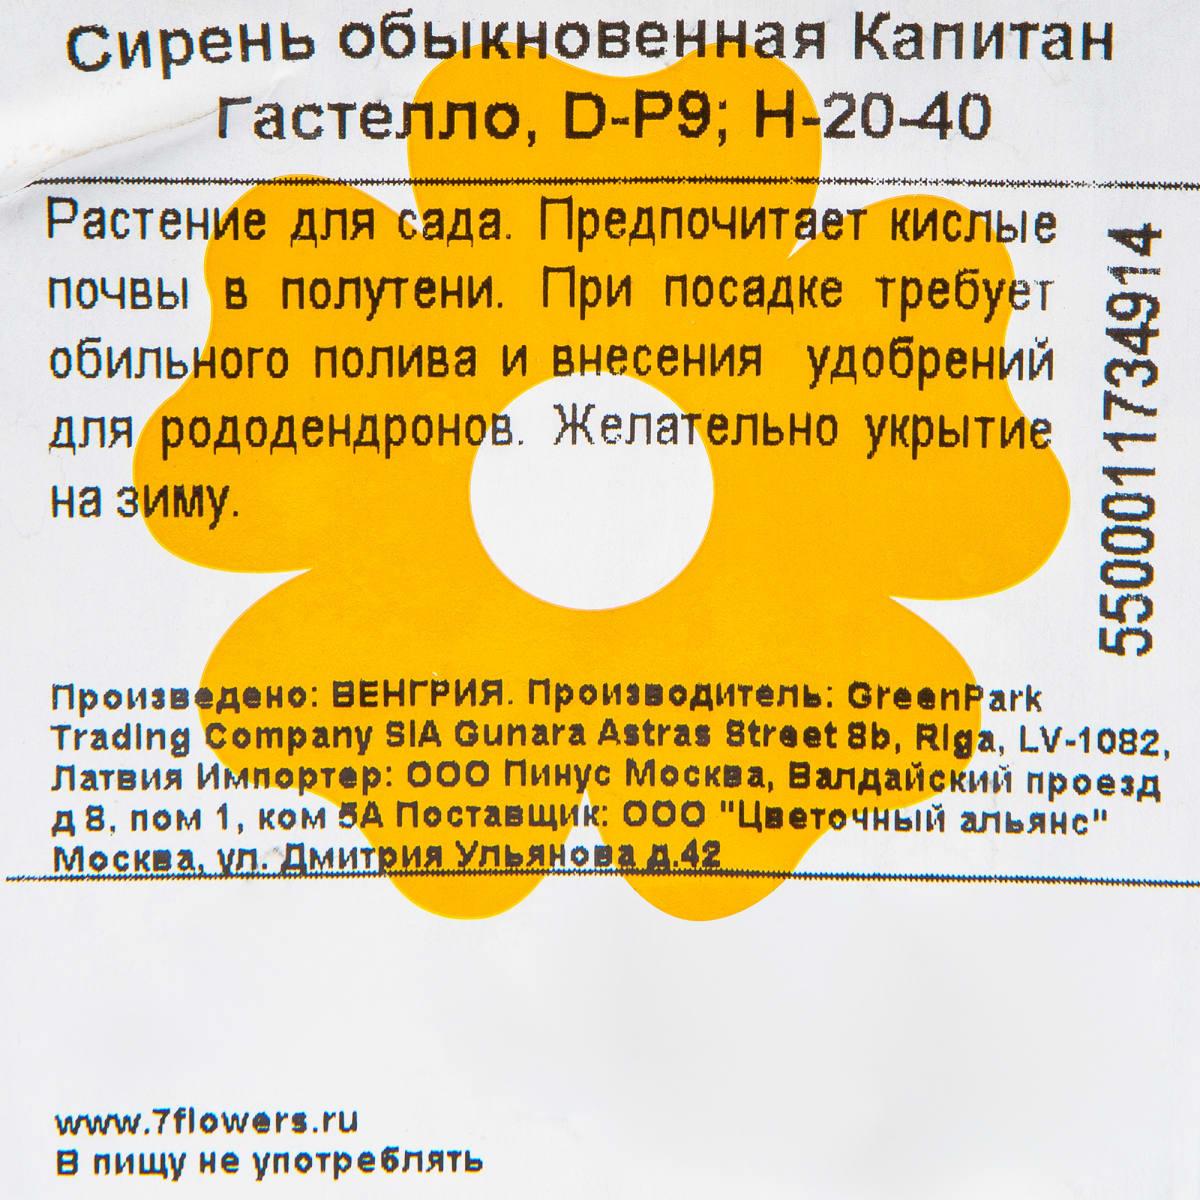 Сирень обыкновенная Капитан
Гастелло, D-P9; H-20-40
Растение для сада. Предпочитает кислые
почвы в полутени. При посадке требует
обильного полива и внесения удобрений
для рододендронов. Желательно укрытие
на зиму.
5500011734914
Произведено: ВЕНГРИЯ. Производитель: GreenPark
Trading Company SIA Gunara Astras Street 8b, Riga, LV-1082,
Латвия Импортер: ООО Пинус Москва, Валдайский проезд
д 8, пом 1, ком 5А Поставщик: ООО "Цветочный альянс"
Москва, ул. Дмитрия Ульянова д.42
www.7flowers.ru
В пищу не употреблять